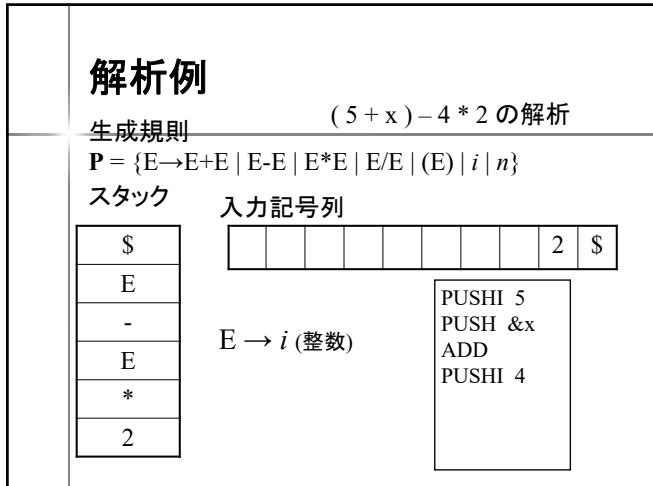 解析例
( 5 + x ) – 4 * 2 の解析
生成規則
P = {E→E+E | E-E | E*E | E/E | (E) | i | n}
スタック
入力記号列
$
E
-
E
*
2
2 $
E → i (整数)
PUSHI 5
PUSH &x
ADD
PUSHI 4